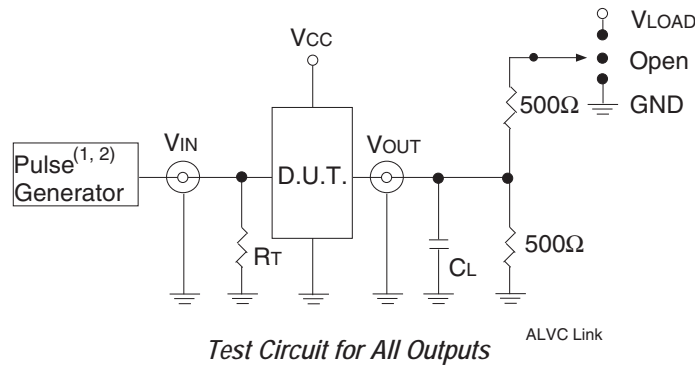 VLOAD
VCC
Open
500Ω
GND
VIN
VOUT
Pulse(1, 2)
Generator
D.U.T.
RT
CL
500Ω
ALVC Link
Test Circuit for All Outputs